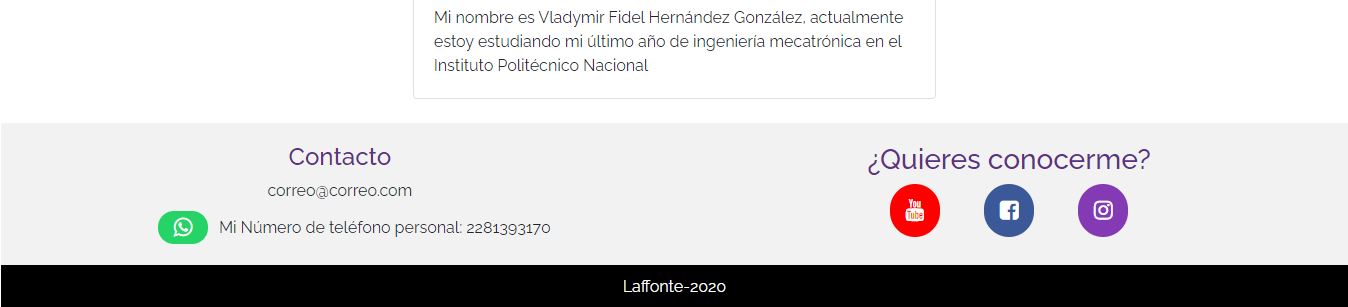 Mi nombre es Vladymir Fidel Hernández González, actualmente
estoy estudiando mi último año de ingeniería mecatrónica en el
Instituto Politécnico Nacional
Contacto
correo@correo.com
Mi Número de teléfono personal: 2281393170
¿Quieres conocerme?
You
Tube
Laffonte-2020